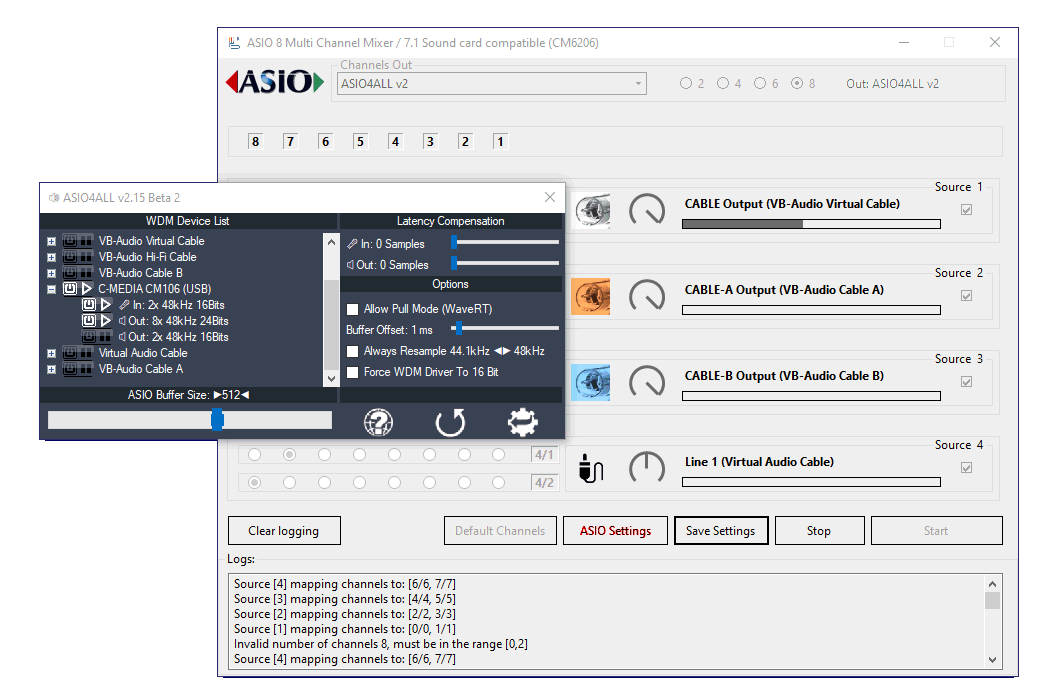 ASIO 8 Multi Channel Mixer / 7.1 Sound card compatible (CM6206)
ASIO
Channels Out
ASIO4ALL v2
2 4 6 8
Out: ASIO4ALL v2
8 7 6 5 4 3 2 1
ASIO4ALL v2.15 Beta 2
WDM Device List
VB-Audio Virtual Cable
VB-Audio Hi-Fi Cable
VB-Audio Cable B
C-MEDIA CM106 (USB)
In: 2x 48kHz 16Bits
Out: 8x 48kHz 24Bits
Out: 2x 48kHz 16Bits
Virtual Audio Cable
VB-Audio Cable A
ASIO Buffer Size: ▶512◀
Latency Compensation
In: 0 Samples
Out: 0 Samples
Options
Allow Pull Mode (WaveRT)
Buffer Offset: 1 ms
Always Resample 44.1kHz ◀▶ 48kHz
Force WDM Driver To 16 Bit
Source 1
CABLE Output (VB-Audio Virtual Cable)
Source 2
CABLE-A Output (VB-Audio Cable A)
Source 3
CABLE-B Output (VB-Audio Cable B)
Source 4
Line 1 (Virtual Audio Cable)
4/1
4/2
Clear logging
Default Channels
ASIO Settings
Save Settings
Stop
Start
Logs:
Source [4] mapping channels to: [6/6, 7/7]
Source [3] mapping channels to: [4/4, 5/5]
Source [2] mapping channels to: [2/2, 3/3]
Source [1] mapping channels to: [0/0, 1/1]
Invalid number of channels 8, must be in the range [0,2]
Source [4] mapping channels to: [6/6, 7/7]